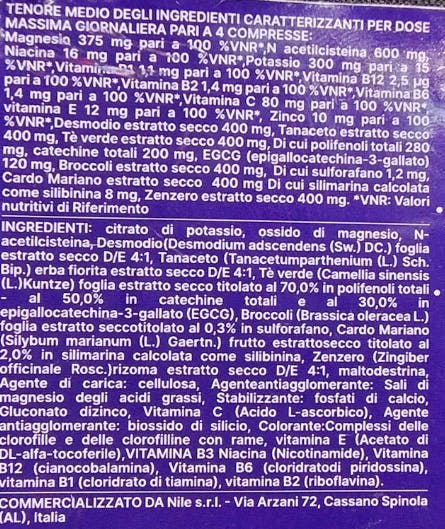 TENORE MEDIO DEGLI INGREDIENTI CARATTERIZZANTI PER DOSE
MASSIMA GIORNALIERA PARI A 4 COMPRESSE:
Magnesio 375 mg pari a 100 %VNR*,N acetilcisteina 600 mg,
Niacina 16 mg pari a 100 %VNR*,Potassio 300 mg pari a 15
%VNR*,Vitamina B1 1,1 mg pari a 100 %VNR*,Vitamina B12 2,5 µg
pari a 100 %VNR*,Vitamina B2 1,4 mg pari a 100 %VNR*,Vitamina B6
1,4 mg pari a 100 %VNR*,Vitamina C 80 mg pari a 100 %VNR*
vitamina E 12 mg pari a 100 %VNR*, Zinco 10 mg pari a 100
%VNR*,Desmodio estratto secco 400 mg, Tanaceto estratto secco
400 mg, Tè verde estratto secco 400 mg, Di cui polifenoli totali 280
mg, catechine totali 200 mg, EGCG (epigallocatechina-3-gallato)
120 mg, Broccoli estratto secco 400 mg, Di cui sulforafano 1,2 mg,
Cardo Mariano estratto secco 400 mg Di cui silimarina calcolata
come silibinina 8 mg, Zenzero estratto secco 400 mg. *VNR: Valori
nutritivi di Riferimento
INGREDIENTI: citrato di potassio, ossido di magnesio, N-
acetilcisteina, Desmodio(Desmodium adscendens (Sw.) DC.) foglia
estratto secco D/E 4:1, Tanaceto (Tanacetumparthenium (L.) Sch.
Bip.) erba fiorita estratto secco D/E 4:1, Tè verde (Camellia sinensis
(L.)Kuntze) foglia estratto secco titolato al 70,0% in polifenoli totali
- al 50,0% in catechine totali e al 30,0% in
epigallocatechina-3-gallato (EGCG), Broccoli (Brassica oleracea L.)
foglia estratto seccotitolato al 0,3% in sulforafano, Cardo Mariano
(Silybum marianum (L.) Gaertn.) frutto estrattosecco titolato al
2,0% in silimarina calcolata come silibinina, Zenzero (Zingiber
officinale Rosc.)rizoma estratto secco D/E 4:1, maltodestrina,
Agente di carica: cellulosa, Agenteantiagglomerante: Sali di
magnesio degli acidi grassi, Stabilizzante: fosfati di calcio,
Gluconato dizinco, Vitamina C (Acido L-ascorbico), Agente
antiagglomerante: biossido di silicio, Colorante:Complessi delle
clorofille e delle clorofilline con rame, vitamina E (Acetato di
DL-alfa-tocoferile),VITAMINA B3 Niacina (Nicotinamide), Vitamina
B12 (cianocobalamina), Vitamina B6 (cloridratodi piridossina),
vitamina B1 (cloridrato di tiamina), vitamina B2 (riboflavina).
COMMERCIALIZZATO DA Nile s.r.l. - Via Arzani 72, Cassano Spinola
(AL), Italia